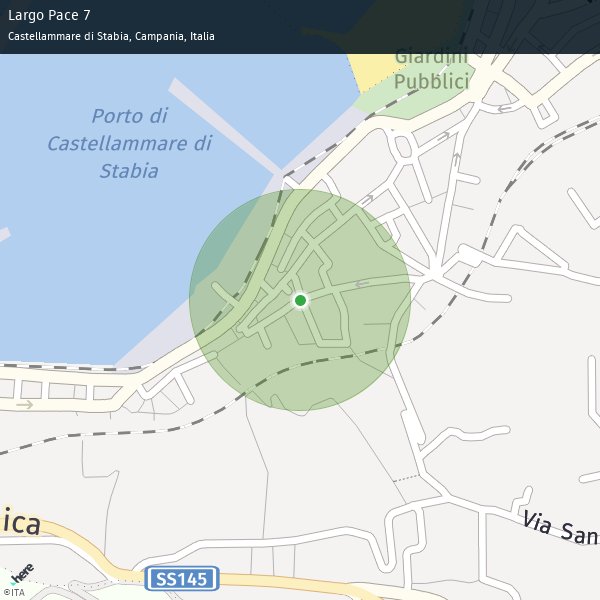 Largo Pace 7
Castellammare di Stabia, Campania, Italia
Giardini
Pubblici
Porto di
Castellammare di
Stabia
ica
Via San
SS145
here
©ITA